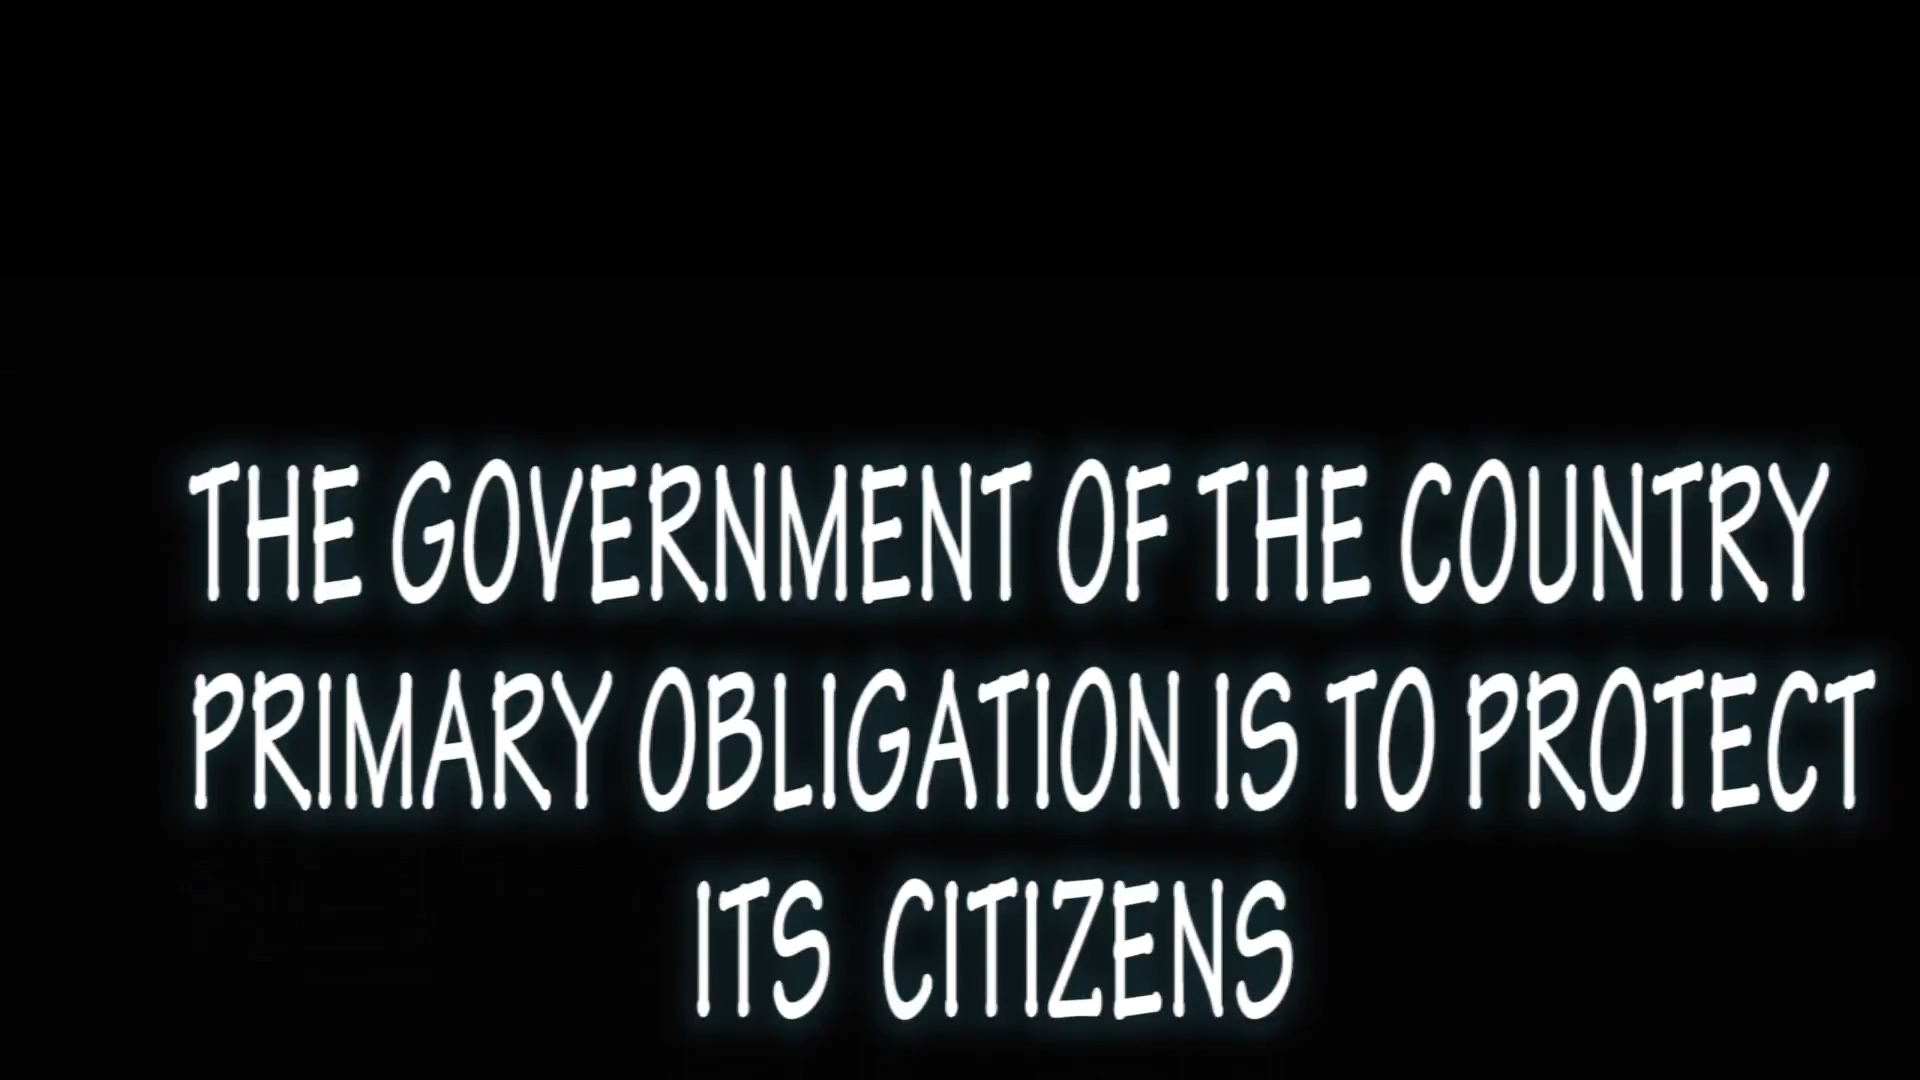 THE GOVERNMENT OF THE COUNTRY
PRIMARY OBLIGATION IS TO PROTECT
ITS CITIZENS